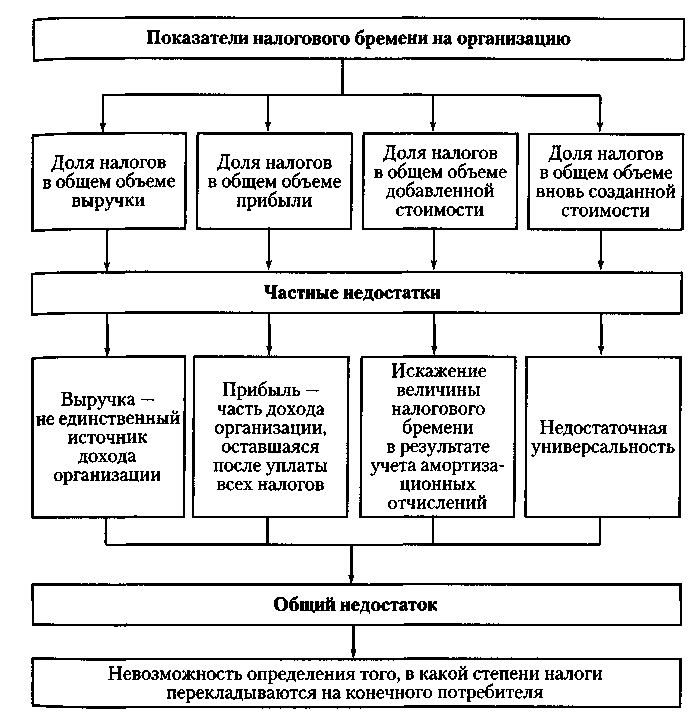 Показатели налогового бремени на организацию
Доля налогов
в общем объеме
выручки
Доля налогов
в общем объеме
прибыли
Доля налогов
в общем объеме
добавленной
стоимости
Доля налогов
в общем объеме
вновь созданной
стоимости
Частные недостатки
Выручка —
не единственный
источник
дохода
организации
Прибыль —
часть дохода
организации,
оставшаяся
после уплаты
всех налогов
Искажение
величины
налогового
бремени
в результате
учета амортиза-
ционных
отчислений
Недостаточная
универсальность
Общий недостаток
Невозможность определения того, в какой степени налоги
перекладываются на конечного потребителя